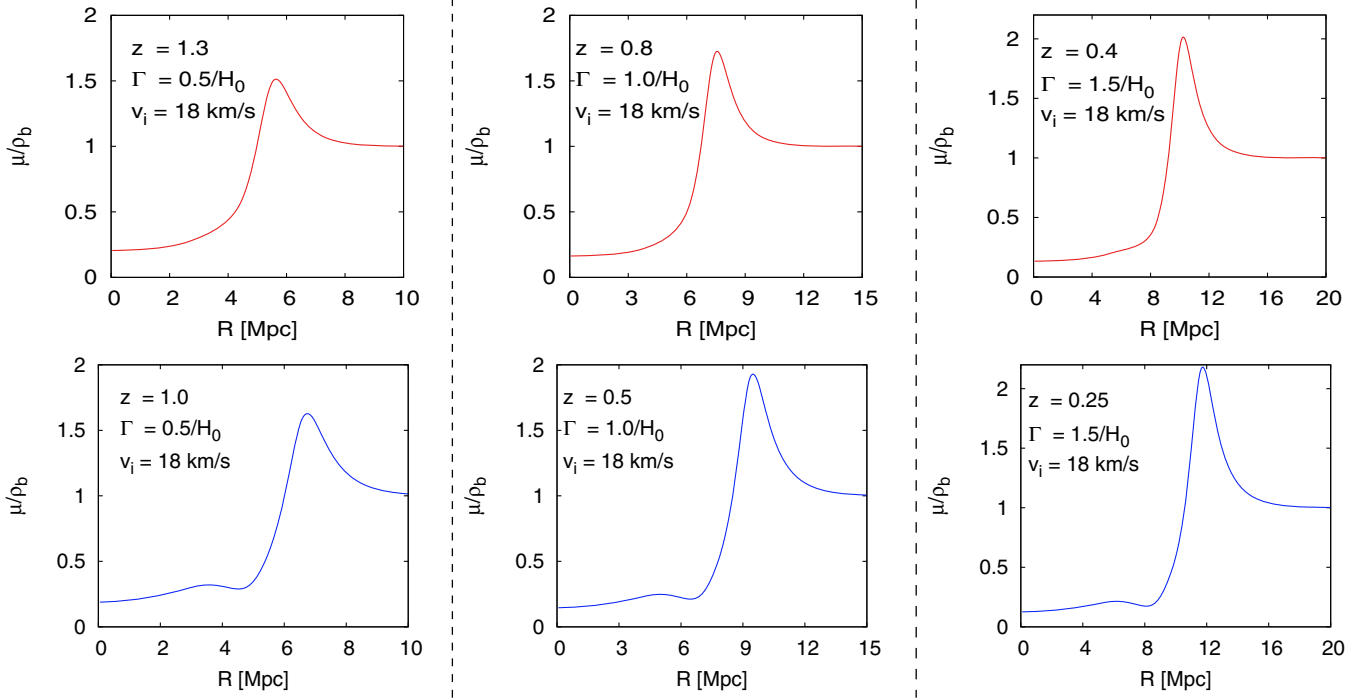 2
1.5
1
0.5
0
μ/ρb
z = 1.3
Γ = 0.5/H0
vi = 18 km/s
0 2 4 6 8 10
R [Mpc]
2
1.5
1
0.5
0
μ/ρb
z = 0.8
Γ = 1.0/H0
vi = 18 km/s
0 3 6 9 12 15
R [Mpc]
2
1.5
1
0.5
0
μ/ρb
z = 0.4
Γ = 1.5/H0
vi = 18 km/s
0 4 8 12 16 20
R [Mpc]
2
1.5
1
0.5
0
μ/ρb
z = 1.0
Γ = 0.5/H0
vi = 18 km/s
0 2 4 6 8 10
R [Mpc]
2
1.5
1
0.5
0
μ/ρb
z = 0.5
Γ = 1.0/H0
vi = 18 km/s
0 3 6 9 12 15
R [Mpc]
2
1.5
1
0.5
0
μ/ρb
z = 0.25
Γ = 1.5/H0
vi = 18 km/s
0 4 8 12 16 20
R [Mpc]